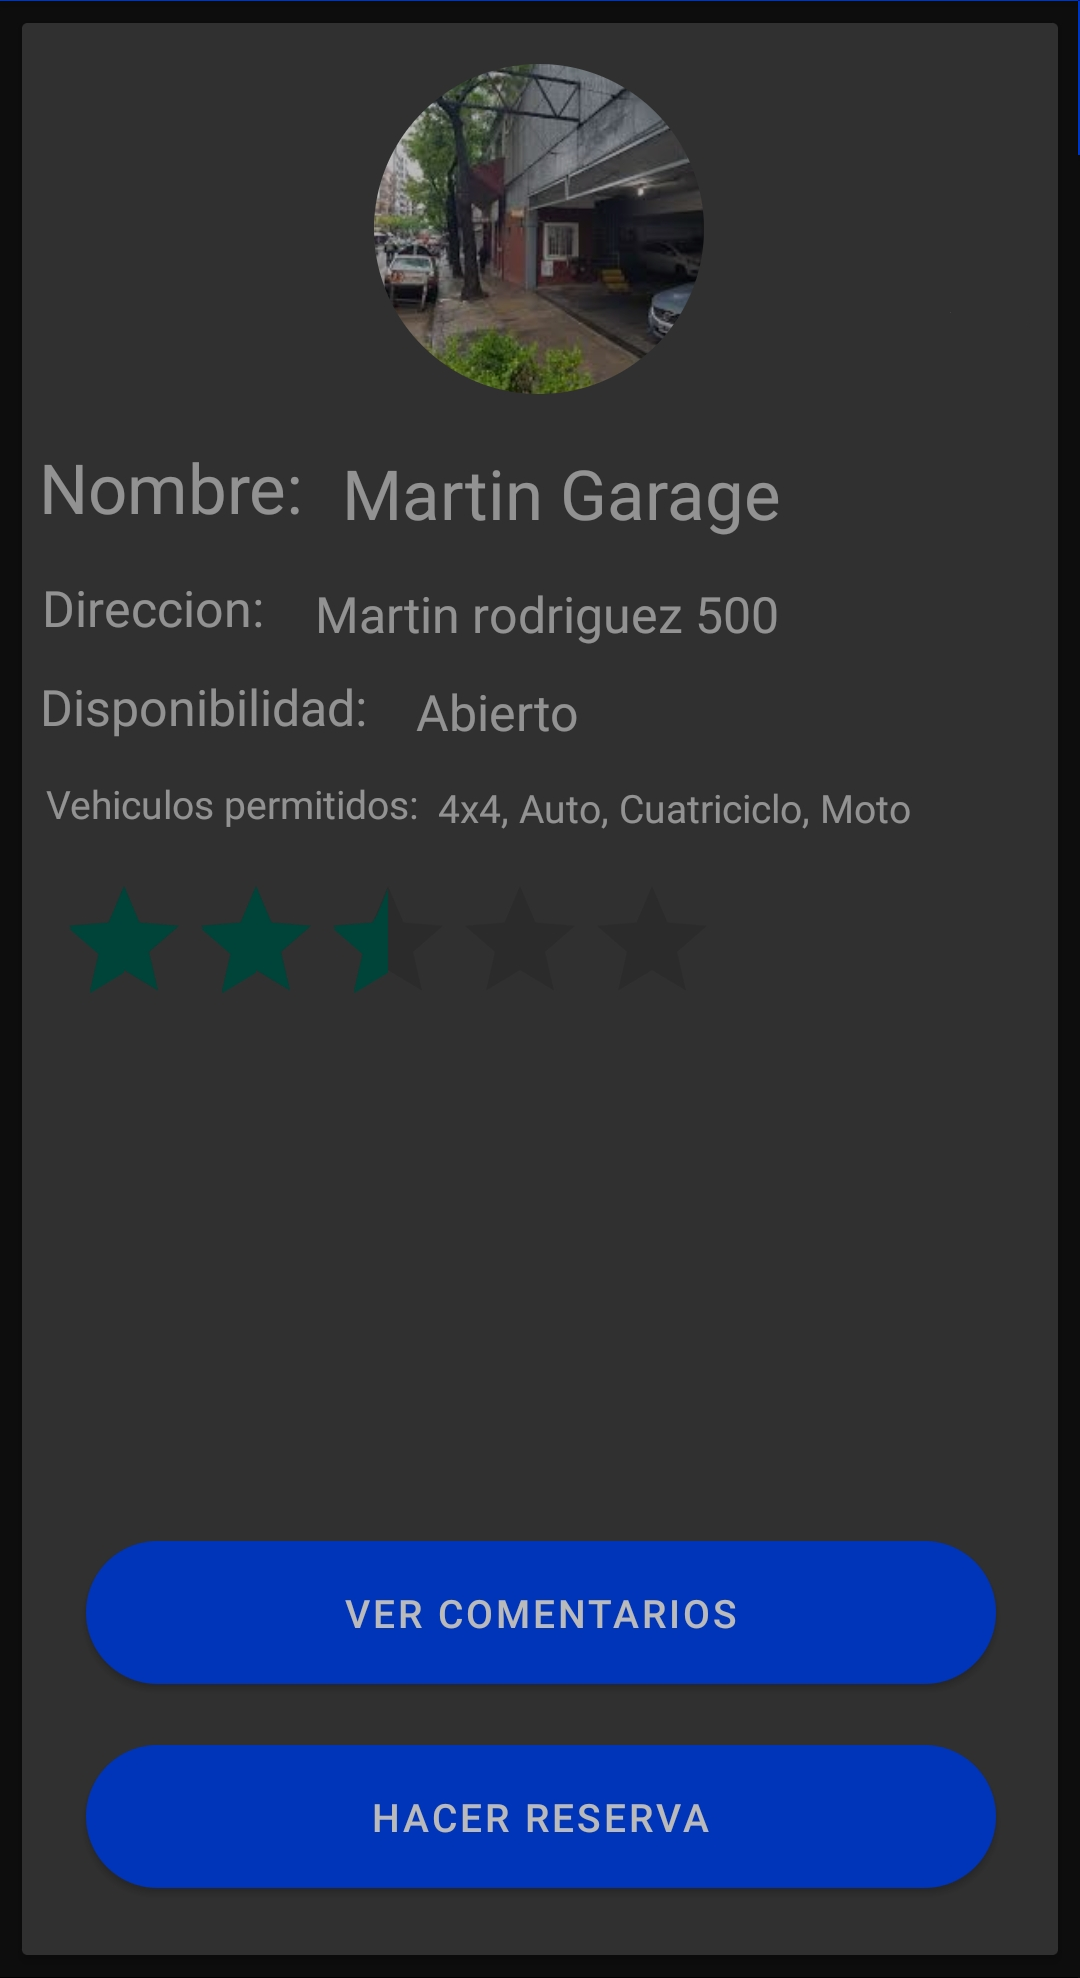 Nombre: Martin Garage
Direccion: Martin rodriguez 500
Disponibilidad: Abierto
Vehiculos permitidos: 4x4, Auto, Cuatriciclo, Moto
VER COMENTARIOS
HACER RESERVA